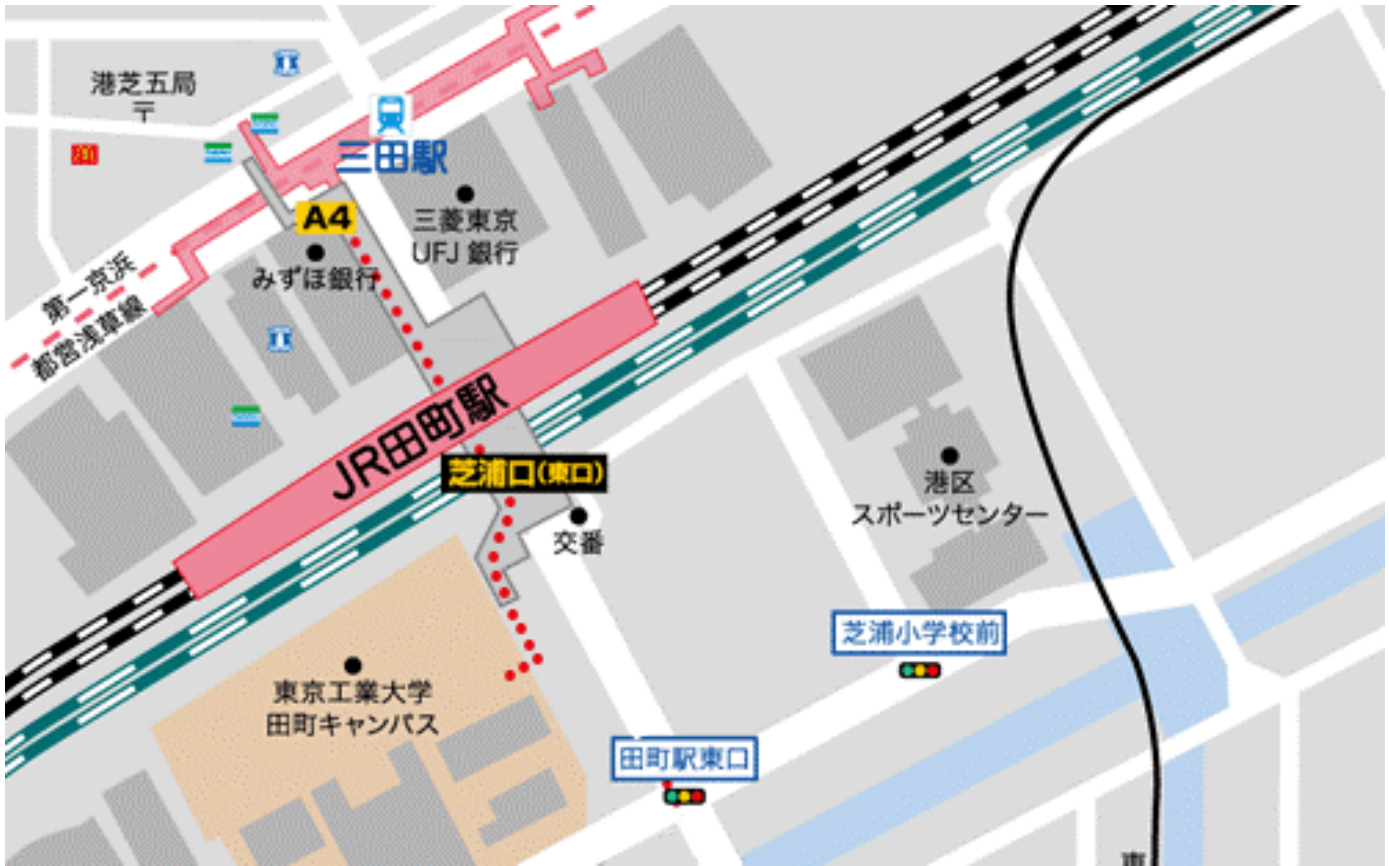 港芝五局
三田駅
A4
三菱東京
UFJ 銀行
みずほ銀行
第一京浜
都営浅草線
JR田町駅
芝浦口(東口)
交番
港区
スポーツセンター
芝浦小学校前
東京工業大学
田町キャンパス
田町駅東口